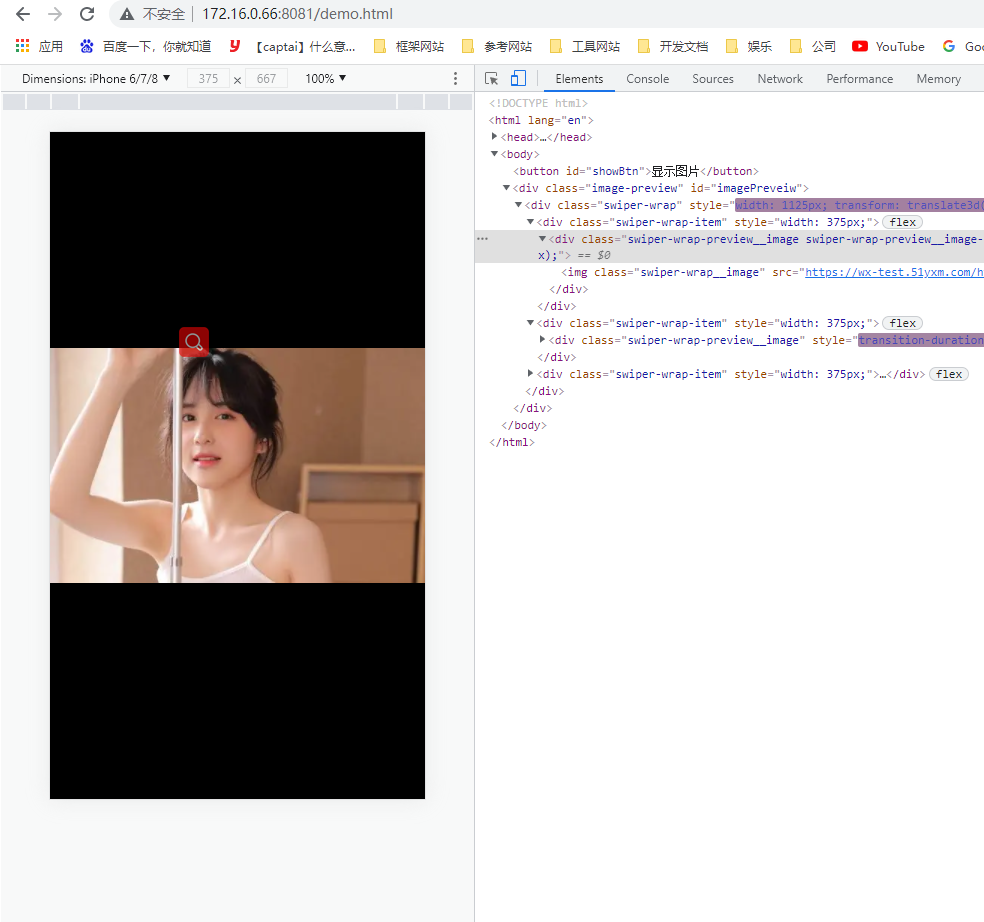 不安全 | 172.16.0.66:8081/demo.html
应用 百度一下，你就知道 【captai】什么意... 框架网站 参考网站 工具网站 开发文档 娱乐 公司 YouTube Goo
Dimensions: iPhone 6/7/8 ▼ 375 × 667 100% ▼ Elements Console Sources Network Performance Memory
<!DOCTYPE html>
<html lang="en">
▶<head>…</head>
▼<body>
<button id="showBtn">显示图片</button>
▼<div class="image-preview" id="imagePreveiw">
▼<div class="swiper-wrap" style="width: 1125px; transform: translate3d(
▼<div class="swiper-wrap-item" style="width: 375px;"> flex
··· ▼<div class="swiper-wrap-preview__image swiper-wrap-preview__image-
x);"> == $0
<img class="swiper-wrap__image" src="https://wx-test.51yxm.com/h
</div>
</div>
▼<div class="swiper-wrap-item" style="width: 375px;"> flex
▶<div class="swiper-wrap-preview__image" style="transition-duration
</div>
▶<div class="swiper-wrap-item" style="width: 375px;">…</div> flex
</div>
</div>
</body>
</html>